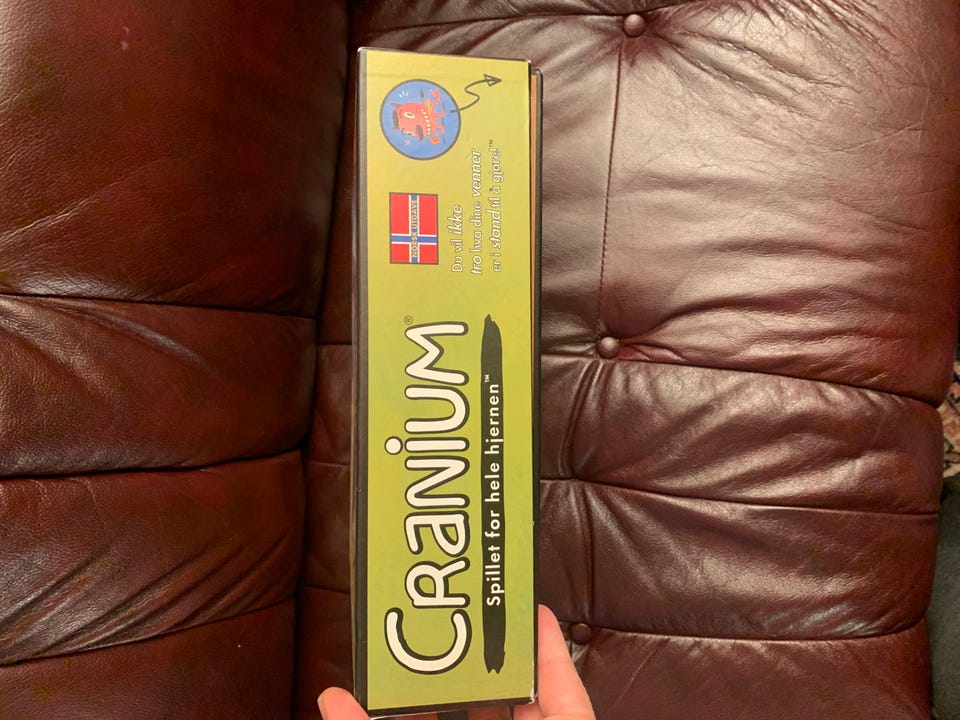 CRANIUM®
Spillet for hele hjernen™
NORSK UTGAVE
Du vil ikke
tro hva dine venner
er i stand til å gjøre!™